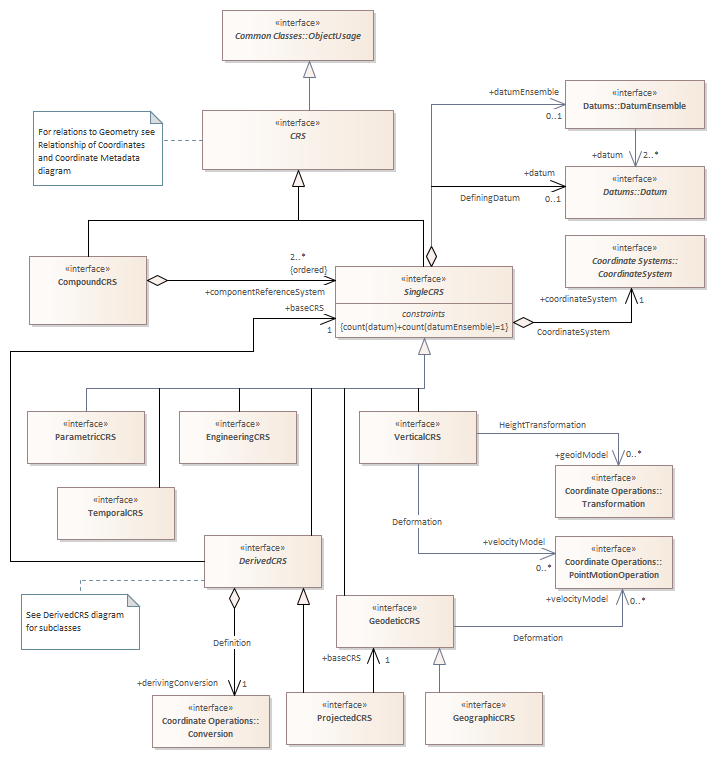 «interface»
Common Classes::ObjectUsage
«interface»
CRS
For relations to Geometry see
Relationship of Coordinates
and Coordinate Metadata
diagram
+datumEnsemble
0..1
«interface»
Datums::DatumEnsemble
+datum
2..*
+datum
DefiningDatum
0..1
«interface»
Datums::Datum
«interface»
CompoundCRS
2..*
{ordered}
+componentReferenceSystem
+baseCRS
1
«interface»
SingleCRS
constraints
{count(datum)+count(datumEnsemble)=1}
«interface»
Coordinate Systems::
CoordinateSystem
+coordinateSystem
1
CoordinateSystem
«interface»
ParametricCRS
«interface»
EngineeringCRS
«interface»
VerticalCRS
HeightTransformation
+geoidModel
0..*
«interface»
Coordinate Operations::
Transformation
«interface»
TemporalCRS
Deformation
+velocityModel
0..*
«interface»
Coordinate Operations::
PointMotionOperation
«interface»
DerivedCRS
See DerivedCRS diagram
for subclasses
«interface»
GeodeticCRS
+velocityModel
0..*
Deformation
Definition
+derivingConversion
1
+baseCRS
1
«interface»
Coordinate Operations::
Conversion
«interface»
ProjectedCRS
«interface»
GeographicCRS